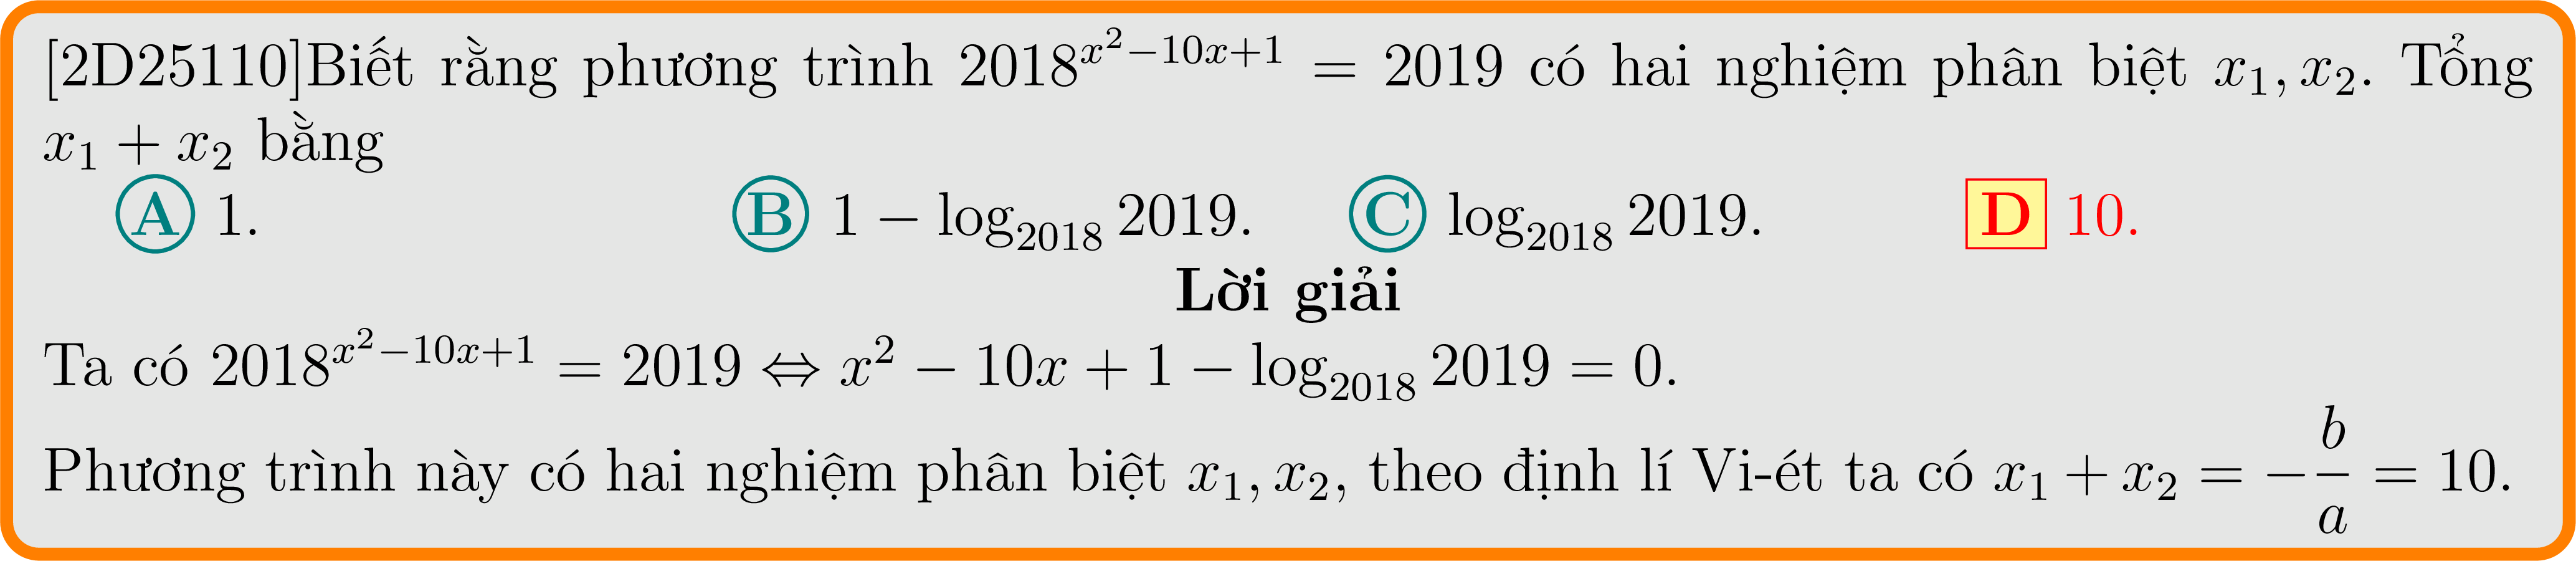 [2D25110]Biết rằng phương trình 2018^{x^2−10x+1} = 2019 có hai nghiệm phân biệt x_1, x_2. Tổng
x_1 + x_2 bằng
A 1. B 1 − log_{2018} 2019. C log_{2018} 2019. D 10.
Lời giải
Ta có 2018^{x^2−10x+1} = 2019 ⇔ x^2 − 10x + 1 − log_{2018} 2019 = 0.
Phương trình này có hai nghiệm phân biệt x_1, x_2, theo định lí Vi-ét ta có x_1 + x_2 = −\frac{b}{a} = 10.